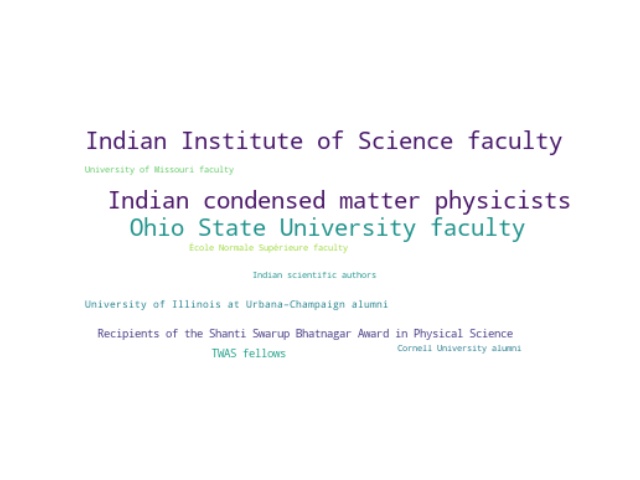 Indian Institute of Science faculty
University of Missouri faculty
Indian condensed matter physicists
Ohio State University faculty
École Normale Supérieure faculty
Indian scientific authors
University of Illinois at Urbana–Champaign alumni
Recipients of the Shanti Swarup Bhatnagar Award in Physical Science
Cornell University alumni
TWAS fellows